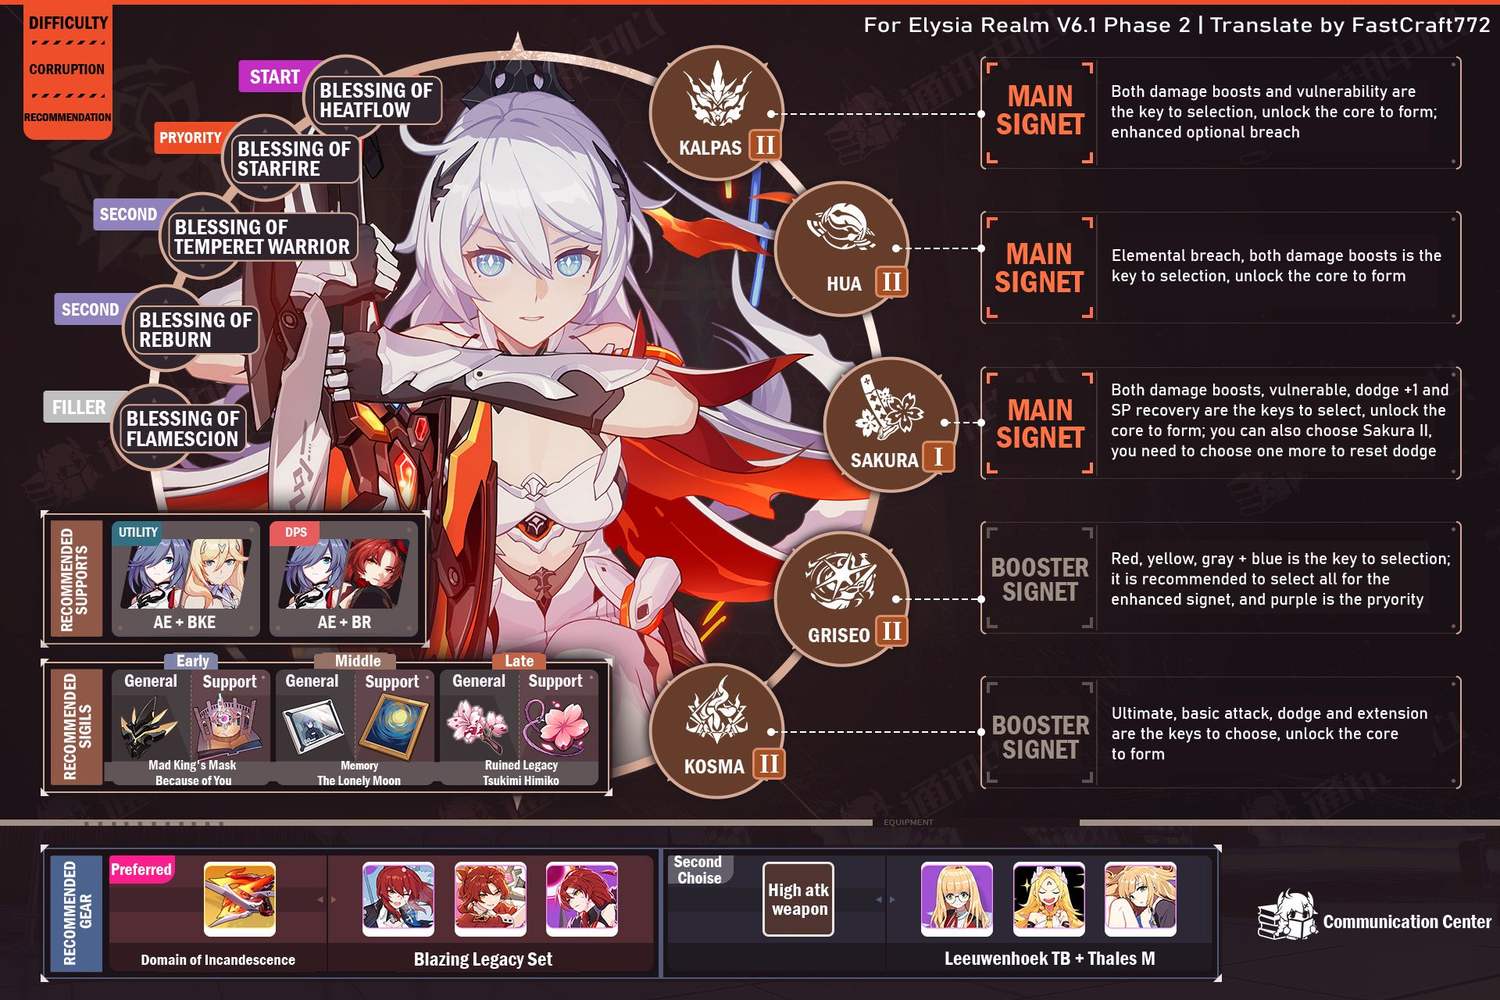 For Elysia Realm V6.1 Phase 2 | Translate by FastCraft772
DIFFICULTY
CORRUPTION
RECOMMENDATION
START
BLESSING OF
HEATFLOW
PRYORITY
BLESSING OF
STARFIRE
SECOND
BLESSING OF
TEMPERET WARRIOR
SECOND
BLESSING OF
REBURN
FILLER
BLESSING OF
FLAMESCION
KALPAS II
MAIN
SIGNET
Both damage boosts and vulnerability are
the key to selection, unlock the core to form;
enhanced optional breach
HUA II
MAIN
SIGNET
Elemental breach, both damage boosts is the
key to selection, unlock the core to form
SAKURA I
MAIN
SIGNET
Both damage boosts, vulnerable, dodge +1 and
SP recovery are the keys to select, unlock the
core to form; you can also choose Sakura II,
you need to choose one more to reset dodge
GRISEO II
BOOSTER
SIGNET
Red, yellow, gray + blue is the key to selection;
it is recommended to select all for the
enhanced signet, and purple is the pryority
KOSMA II
BOOSTER
SIGNET
Ultimate, basic attack, dodge and extension
are the keys to choose, unlock the core
to form
RECOMMENDED
SUPPORTS
UTILITY
AE + BKE
DPS
AE + BR
RECOMMENDED
SIGILS
Early
General Support
Mad King's Mask
Because of You
Middle
General Support
Memory
The Lonely Moon
Late
General Support
Ruined Legacy
Tsukimi Himiko
EQUIPMENT
RECOMMENDED
GEAR
Preferred
Domain of Incandescence
Blazing Legacy Set
Second
Choise
High atk
weapon
Leeuwenhoek TB + Thales M
Communication Center